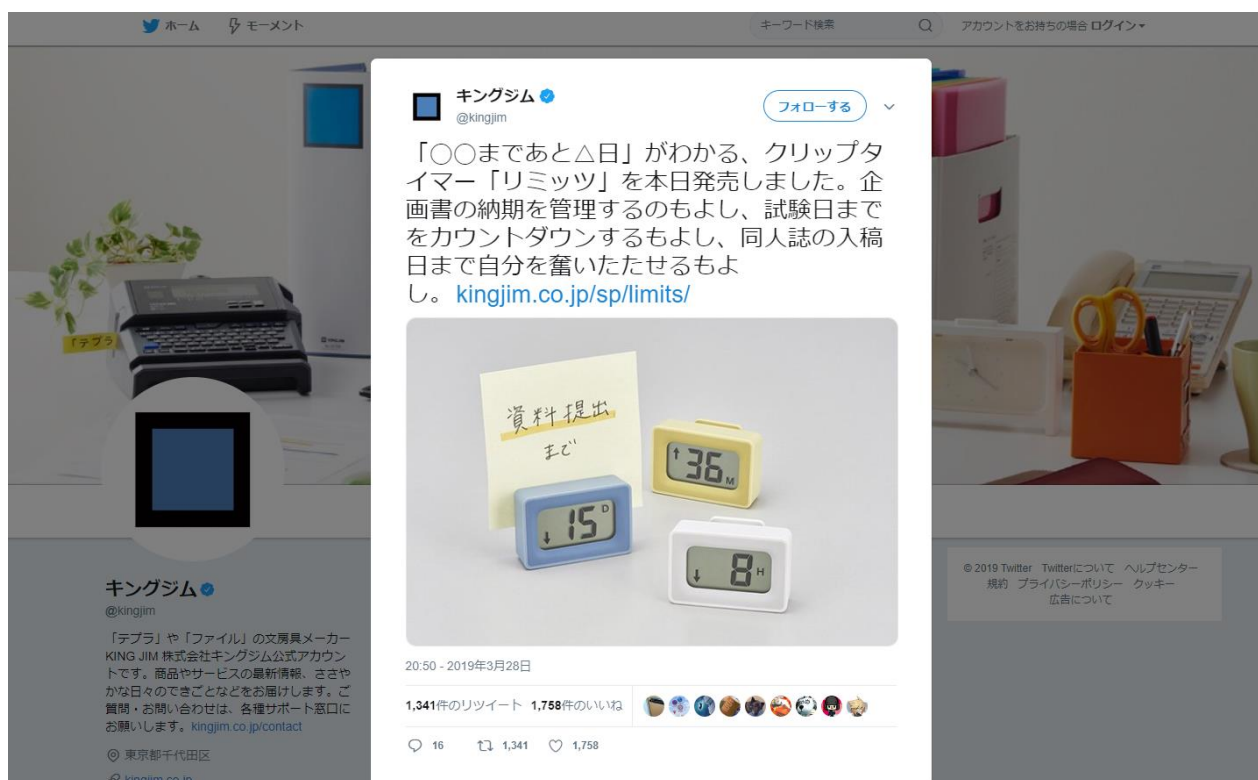 ホーム モーメント
キーワード検索
アカウントをお持ちの場合 ログイン
キングジム
@kingjim
フォローする
「○○まであと△日」がわかる、クリップタ
イマー「リミッツ」を本日発売しました。企
画書の納期を管理するのもよし、試験日まで
をカウントダウンするもよし、同人誌の入稿
日まで自分を奮いたたせるもよ
し。 kingjim.co.jp/sp/limits/
資料提出
まで
36 M
15 D
8 H
20:50 - 2019年3月28日
1,341件のリツイート 1,758件のいいね
16 1,341 1,758
「テプラ
キングジム
@kingjim
「テプラ」や「ファイル」の文房具メーカー
KING JIM 株式会社キングジム公式アカウン
トです。商品やサービスの最新情報、ささや
かな日々のできごとなどをお届けします。ご
質問・お問い合わせは、各種サポート窓口に
お願いします。kingjim.co.jp/contact
東京都千代田区
kingjim.co.jp
© 2019 Twitter Twitterについて ヘルプセンター
規約 プライバシーポリシー クッキー
広告について